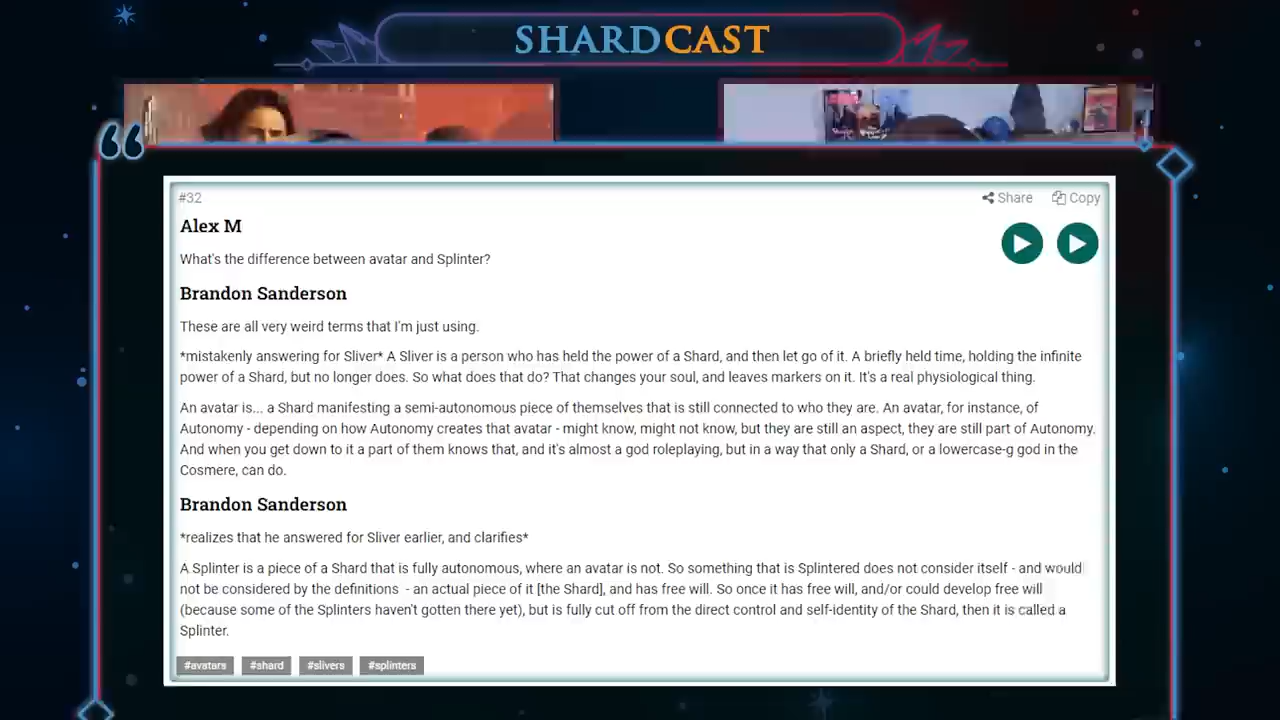 SHARDCAST
#32
Share
Copy
Alex M
What's the difference between avatar and Splinter?
Brandon Sanderson
These are all very weird terms that I'm just using.
*mistakenly answering for Sliver* A Sliver is a person who has held the power of a Shard, and then let go of it. A briefly held time, holding the infinite
power of a Shard, but no longer does. So what does that do? That changes your soul, and leaves markers on it. It's a real physiological thing.
An avatar is... a Shard manifesting a semi-autonomous piece of themselves that is still connected to who they are. An avatar, for instance, of
Autonomy - depending on how Autonomy creates that avatar - might know, might not know, but they are still an aspect, they are still part of Autonomy.
And when you get down to it a part of them knows that, and it's almost a god roleplaying, but in a way that only a Shard, or a lowercase-g god in the
Cosmere, can do.
Brandon Sanderson
*realizes that he answered for Sliver earlier, and clarifies*
A Splinter is a piece of a Shard that is fully autonomous, where an avatar is not. So something that is Splintered does not consider itself - and would
not be considered by the definitions - an actual piece of it [the Shard], and has free will. So once it has free will, and/or could develop free will
(because some of the Splinters haven't gotten there yet), but is fully cut off from the direct control and self-identity of the Shard, then it is called a
Splinter.
#avatars
#shard
#slivers
#splinters